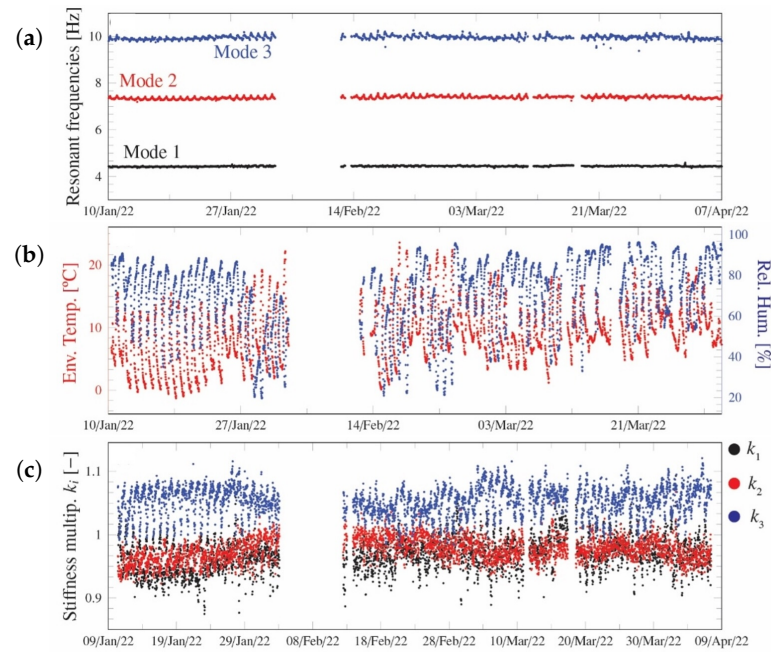 (a)
Resonant frequencies [Hz]
10
8
6
4
Mode 3
Mode 2
Mode 1
10/Jan/22 27/Jan/22 14/Feb/22 03/Mar/22 21/Mar/22 07/Apr/22
(b)
Env. Temp. [ºC]
20
10
0
100
80
60
40
20
Rel. Hum. [%]
10/Jan/22 27/Jan/22 14/Feb/22 03/Mar/22 21/Mar/22
(c)
Stiffness multip. kᵢ [−]
1.1
1
0.9
k₁
k₂
k₃
09/Jan/22 19/Jan/22 29/Jan/22 08/Feb/22 18/Feb/22 28/Feb/22 10/Mar/22 20/Mar/22 30/Mar/22 09/Apr/22